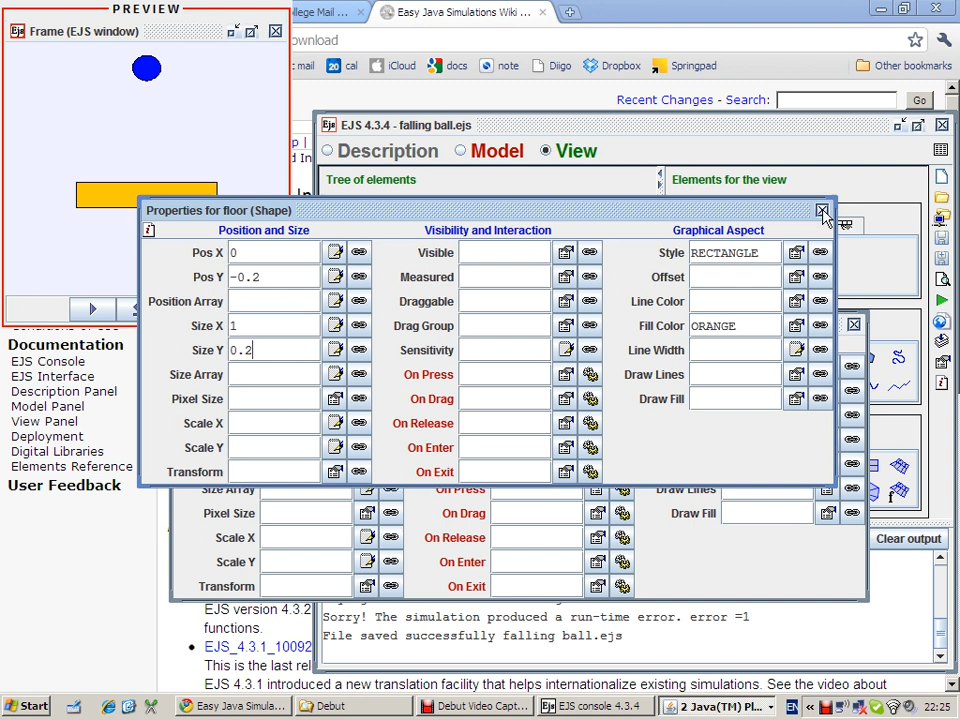 PREVIEW
Frame (EJS window)
llege Mail ...
Easy Java Simulations Wiki ...
ownload
mail
20 cal
iCloud
docs
note
Diigo
Dropbox
Springpad
Other bookmarks
Recent Changes - Search:
Go
EJS 4.3.4 - falling ball.ejs
Description
Model
View
Tree of elements
Elements for the view
Properties for floor (Shape)
Position and Size
Visibility and Interaction
Graphical Aspect
Pos X 0
Visible
Style RECTANGLE
Pos Y -0.2
Measured
Offset
Position Array
Draggable
Line Color
Size X 1
Drag Group
Fill Color ORANGE
Size Y 0.2
Sensitivity
Line Width
Size Array
On Press
Draw Lines
Pixel Size
On Drag
Draw Fill
Scale X
On Release
Scale Y
On Enter
Transform
On Exit
Size Array
On Press
Draw Lines
Pixel Size
On Drag
Draw Fill
Scale X
On Release
Scale Y
On Enter
Transform
On Exit
Documentation
EJS Console
EJS Interface
Description Panel
Model Panel
View Panel
Deployment
Digital Libraries
Elements Reference
User Feedback
Clear output
Sorry! The simulation produced a run-time error. error =1
File saved successfully falling ball.ejs
EJS version 4.3.2
functions.
EJS_4.3.1_10092
This is the last rel
EJS 4.3.1 introduced a new translation facility that helps internationalize existing simulations. See the video about
Start
Easy Java Simula...
Debut
Debut Video Capt...
EJS console 4.3.4
2 Java(TM) Pl...
EN
22:25